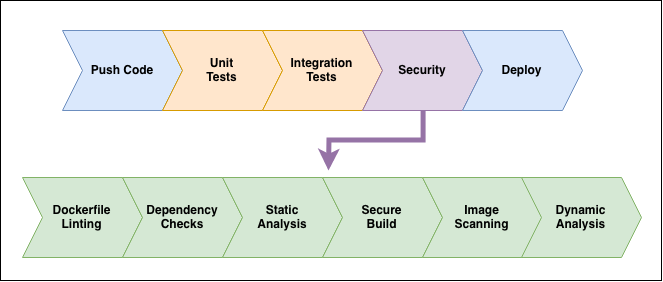 Push Code
Unit
Tests
Integration
Tests
Security
Deploy
Dockerfile
Linting
Dependency
Checks
Static
Analysis
Secure
Build
Image
Scanning
Dynamic
Analysis